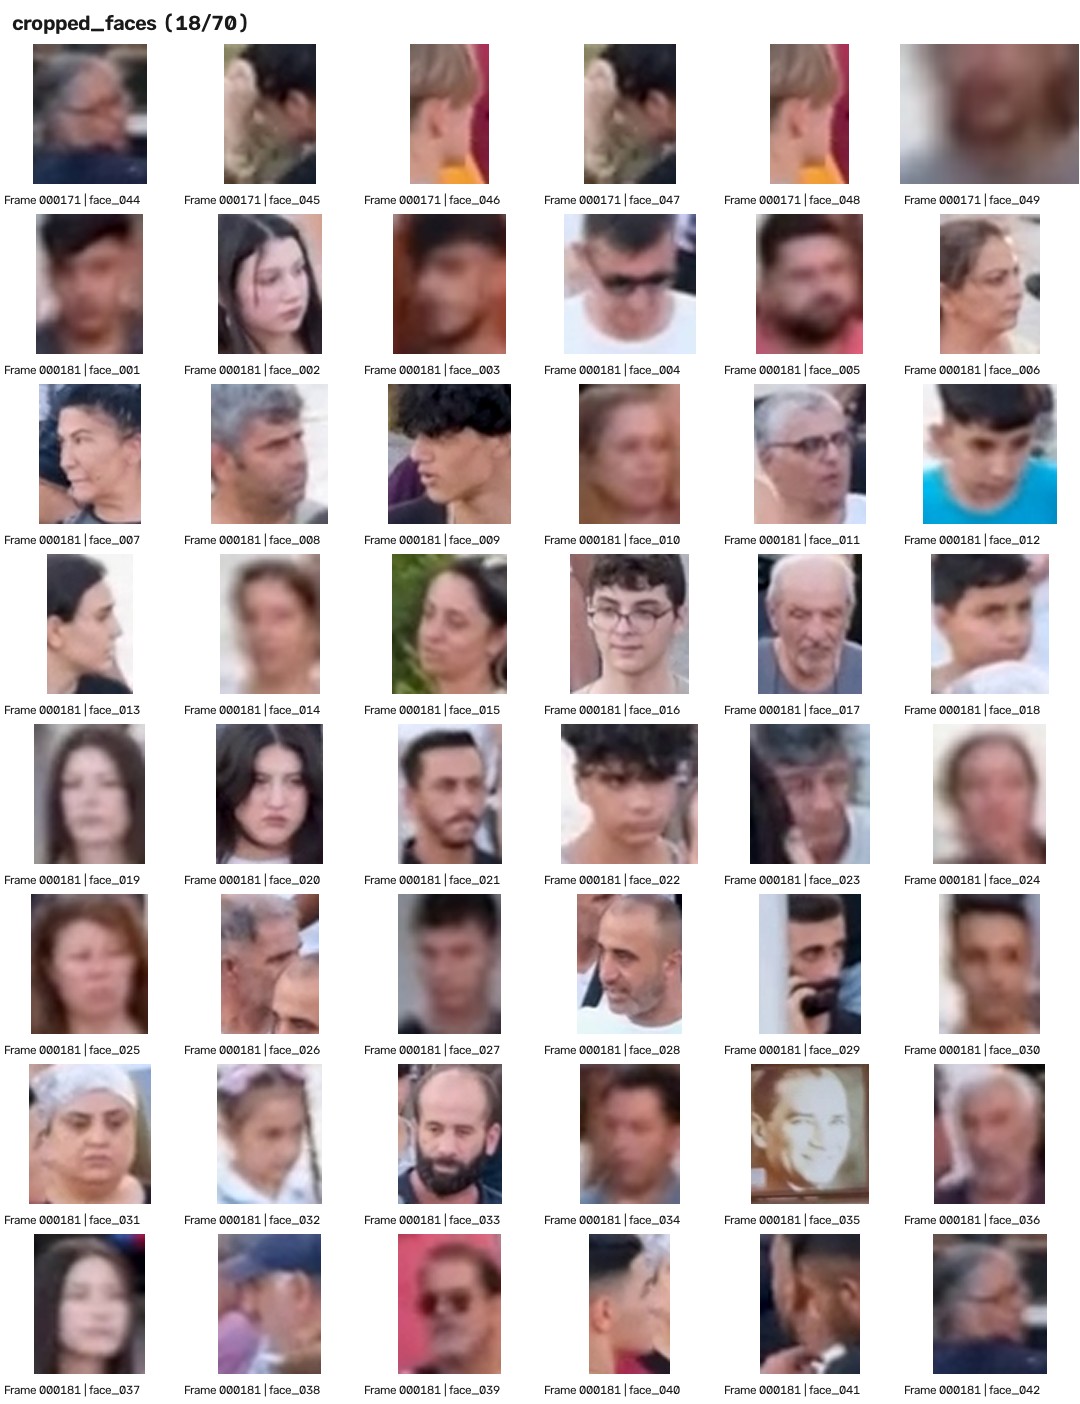 cropped_faces (18/70)
Frame 000171 | face_044
Frame 000171 | face_045
Frame 000171 | face_046
Frame 000171 | face_047
Frame 000171 | face_048
Frame 000171 | face_049
Frame 000181 | face_001
Frame 000181 | face_002
Frame 000181 | face_003
Frame 000181 | face_004
Frame 000181 | face_005
Frame 000181 | face_006
Frame 000181 | face_007
Frame 000181 | face_008
Frame 000181 | face_009
Frame 000181 | face_010
Frame 000181 | face_011
Frame 000181 | face_012
Frame 000181 | face_013
Frame 000181 | face_014
Frame 000181 | face_015
Frame 000181 | face_016
Frame 000181 | face_017
Frame 000181 | face_018
Frame 000181 | face_019
Frame 000181 | face_020
Frame 000181 | face_021
Frame 000181 | face_022
Frame 000181 | face_023
Frame 000181 | face_024
Frame 000181 | face_025
Frame 000181 | face_026
Frame 000181 | face_027
Frame 000181 | face_028
Frame 000181 | face_029
Frame 000181 | face_030
Frame 000181 | face_031
Frame 000181 | face_032
Frame 000181 | face_033
Frame 000181 | face_034
Frame 000181 | face_035
Frame 000181 | face_036
Frame 000181 | face_037
Frame 000181 | face_038
Frame 000181 | face_039
Frame 000181 | face_040
Frame 000181 | face_041
Frame 000181 | face_042